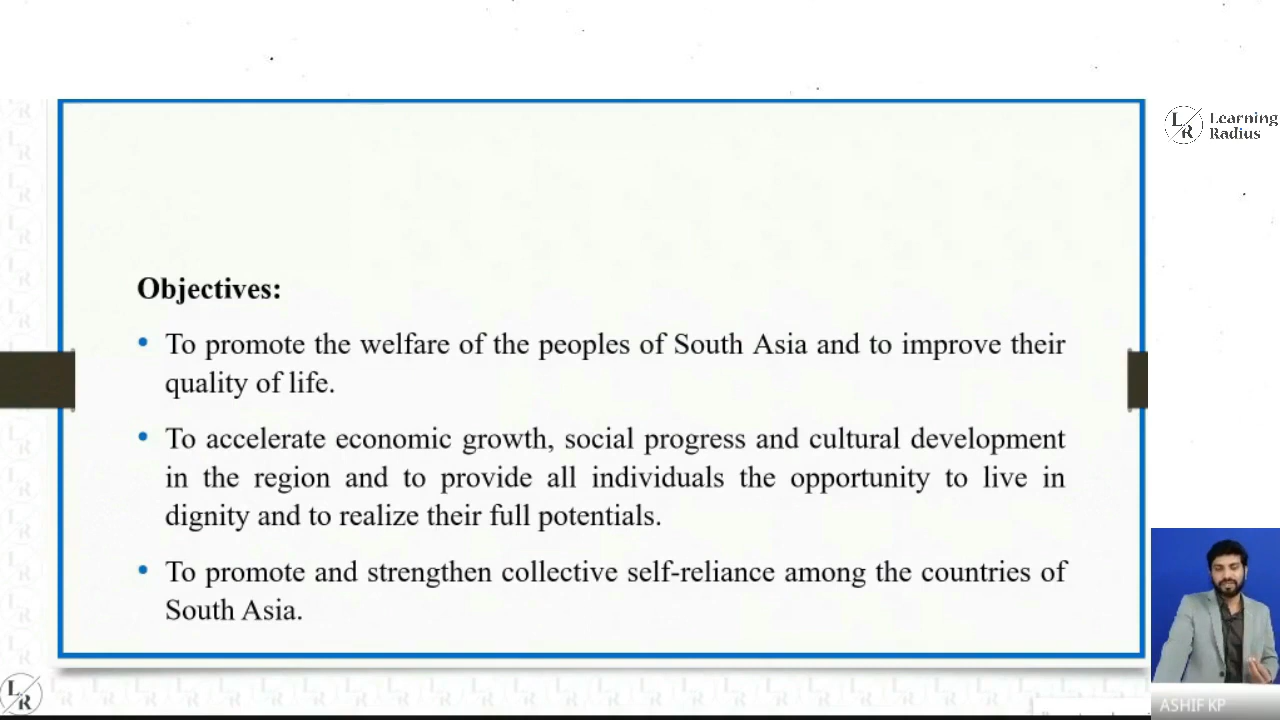 L R Learning
Radius
Objectives:
• To promote the welfare of the peoples of South Asia and to improve their
quality of life.
• To accelerate economic growth, social progress and cultural development
in the region and to provide all individuals the opportunity to live in
dignity and to realize their full potentials.
• To promote and strengthen collective self-reliance among the countries of
South Asia.
L R
ASHIF KP